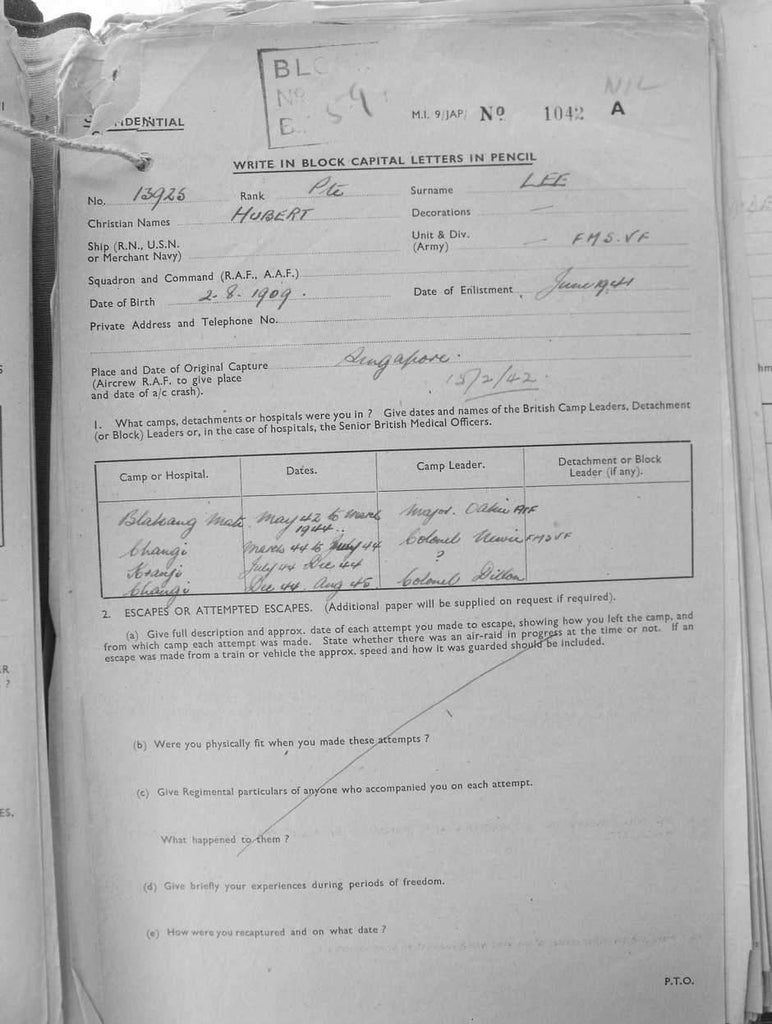 NIL
BLO
NO
B 59
DENTIAL
M.I. 9/JAP/ No 1042 A
WRITE IN BLOCK CAPITAL LETTERS IN PENCIL
No. 13925 Rank Pte Surname LEE
Christian Names HUBERT Decorations —
Ship (R.N., U.S.N. or Merchant Navy)
Unit & Div. (Army) — FMS.VF
Squadron and Command (R.A.F., A.A.F.)
Date of Birth 2-8-1909. Date of Enlistment June 1941
Private Address and Telephone No.
Place and Date of Original Capture Singapore.
(Aircrew R.A.F. to give place
and date of a/c crash). 15/2/42.
1. What camps, detachments or hospitals were you in ? Give dates and names of the British Camp Leaders, Detachment
(or Block) Leaders or, in the case of hospitals, the Senior British Medical Officers.
Camp or Hospital. Dates. Camp Leader. Detachment or Block
Leader (if any).
Blakang Mati May 42 to March Major.
1944.
Changi March 44 to July 44 Colonel FMSVF
Kranji July 44 Dec 44 ?
Changi Dec 44. Aug 45 Colonel Dillon
2. ESCAPES OR ATTEMPTED ESCAPES. (Additional paper will be supplied on request if required).
(a) Give full description and approx. date of each attempt you made to escape, showing how you left the camp, and
from which camp each attempt was made. State whether there was an air-raid in progress at the time or not. If an
escape was made from a train or vehicle the approx. speed and how it was guarded should be included.
(b) Were you physically fit when you made these attempts ?
(c) Give Regimental particulars of anyone who accompanied you on each attempt.
What happened to them ?
(d) Give briefly your experiences during periods of freedom.
(e) How were you recaptured and on what date ?
P.T.O.
R
?
ES.